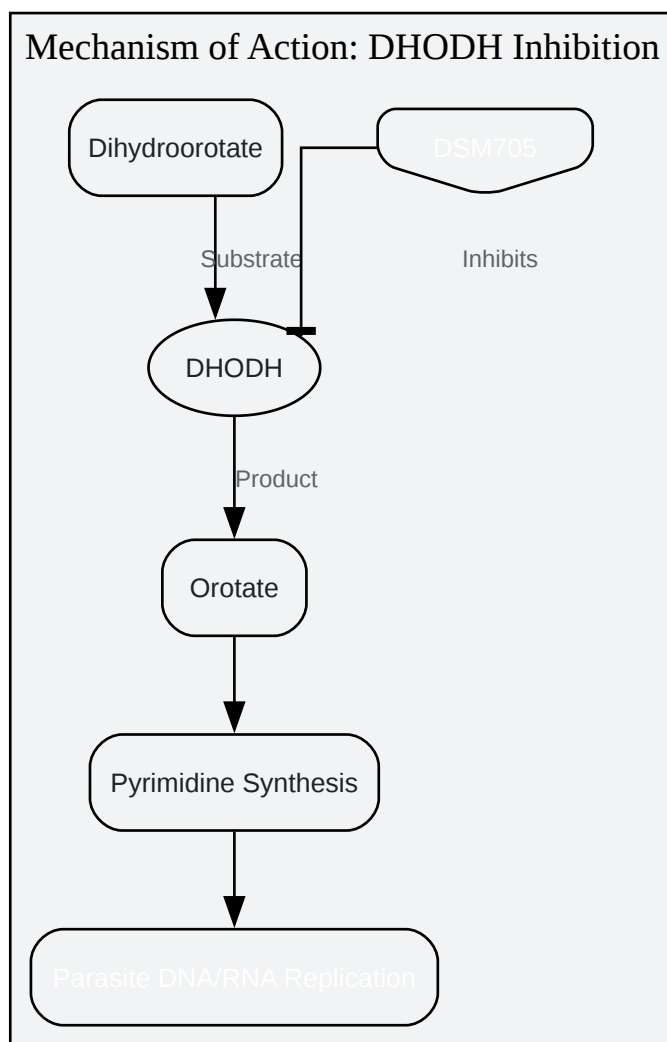 Mechanism of Action: DHODH Inhibition
Dihydroorotate
DSM705
Substrate
Inhibits
DHODH
Product
Orotate
Pyrimidine Synthesis
Parasite DNA/RNA Replication